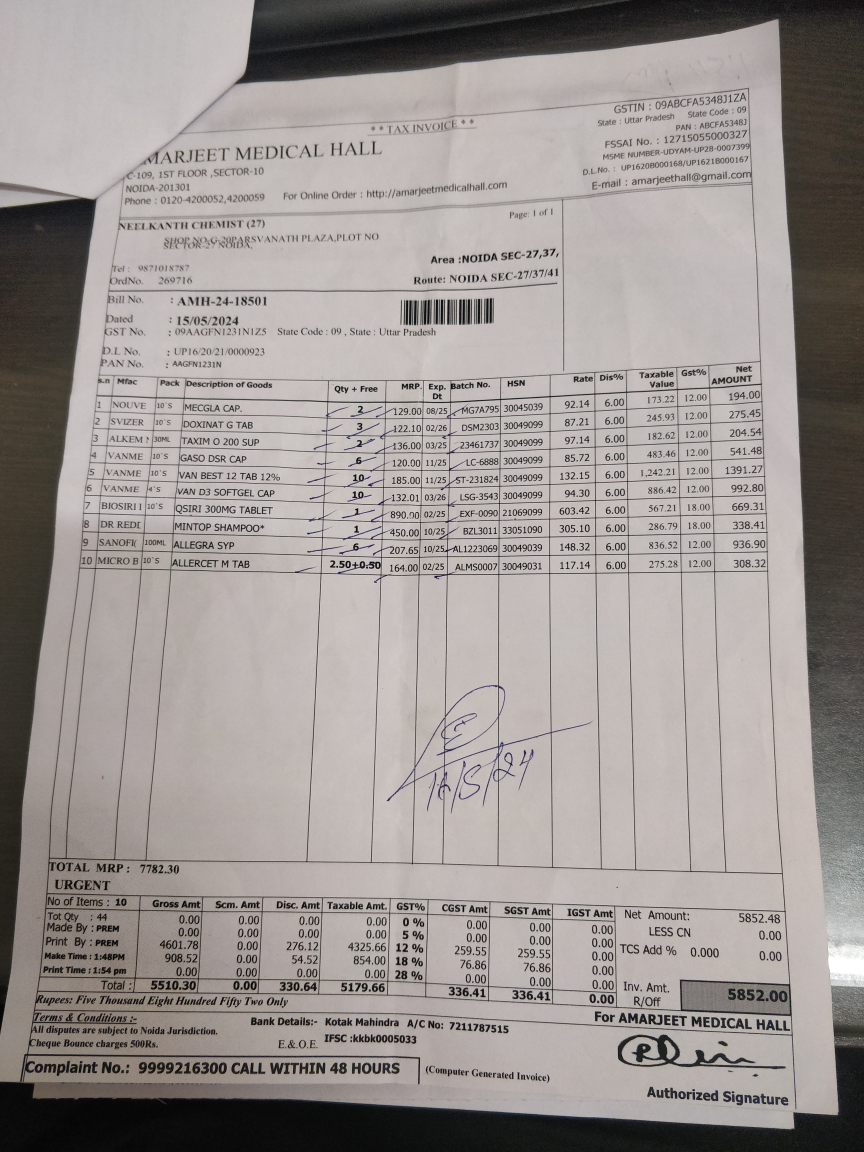 ** TAX INVOICE **
GSTIN : 09ABCFA5348J1ZA
State : Uttar Pradesh State Code : 09
PAN : ABCFA5348J
FSSAI No. : 12715055000327
MSME NUMBER-UDYAM-UP28-0007399
D.L.No. : UP1620B000168/UP1621B000167
E-mail : amarjeethall@gmail.com
MARJEET MEDICAL HALL
C-109, 1ST FLOOR ,SECTOR-10
NOIDA-201301
Phone : 0120-4200052,4200059 For Online Order : http://amarjeetmedicalhall.com
NEELKANTH CHEMIST (27) Page: 1 of 1
SHOP NO,G-20PARSVANATH PLAZA,PLOT NO
SECTOR-27 NOIDA,
Tel : 9871018787 Area :NOIDA SEC-27,37,
OrdNo. 269716 Route: NOIDA SEC-27/37/41
Bill No. : AMH-24-18501
Dated : 15/05/2024
GST No. : 09AAGFN1231N1Z5 State Code : 09 , State : Uttar Pradesh
D.L No. : UP16/20/21/0000923
PAN No. : AAGFN1231N
s.n Mfac Pack Description of Goods Qty + Free MRP. Exp. Dt Batch No. HSN Rate Dis% Taxable Value Gst% Net AMOUNT
1 NOUVE 10`S MECGLA CAP. 2 129.00 08/25 MG7A795 30045039 92.14 6.00 173.22 12.00 194.00
2 SVIZER 10`S DOXINAT G TAB 3 122.10 02/26 DSM2303 30049099 87.21 6.00 245.93 12.00 275.45
3 ALKEM 30ML TAXIM O 200 SUP 2 136.00 03/25 23461737 30049099 97.14 6.00 182.62 12.00 204.54
4 VANME 10`S GASO DSR CAP 6 120.00 11/25 LC-6888 30049099 85.72 6.00 483.46 12.00 541.48
5 VANME 10`S VAN BEST 12 TAB 12% 10 185.00 11/25 ST-231824 30049099 132.15 6.00 1,242.21 12.00 1391.27
6 VANME 4`S VAN D3 SOFTGEL CAP 10 132.01 03/26 LSG-3543 30049099 94.30 6.00 886.42 12.00 992.80
7 BIOSIRI 10`S QSIRI 300MG TABLET 1 890.00 02/25 EXF-0090 21069099 603.42 6.00 567.21 18.00 669.31
8 DR REDI MINTOP SHAMPOO* 1 450.00 10/25 BZL3011 33051090 305.10 6.00 286.79 18.00 338.41
9 SANOFI 100ML ALLEGRA SYP 6 207.65 10/25 AL1223069 30049039 148.32 6.00 836.52 12.00 936.90
10 MICRO B 10`S ALLERCET M TAB 2.50+0.50 164.00 02/25 ALMS0007 30049031 117.14 6.00 275.28 12.00 308.32
16/5/24
TOTAL MRP : 7782.30
URGENT
No of Items : 10 Gross Amt Scm. Amt Disc. Amt Taxable Amt. GST% CGST Amt SGST Amt IGST Amt Net Amount: 5852.48
Tot Qty : 44 0.00 0.00 0.00 0.00 0 % 0.00 0.00 0.00 LESS CN 0.00
Made By : PREM 0.00 0.00 0.00 0.00 5 % 0.00 0.00 0.00
Print By : PREM 4601.78 0.00 276.12 4325.66 12 % 259.55 259.55 0.00 TCS Add % 0.000 0.00
Make Time : 1:48PM 908.52 0.00 54.52 854.00 18 % 76.86 76.86 0.00
Print Time : 1:54 pm 0.00 0.00 0.00 0.00 28 % 0.00 0.00 0.00
Total : 5510.30 0.00 330.64 5179.66 336.41 336.41 0.00 Inv. Amt. R/Off 5852.00
Rupees: Five Thousand Eight Hundred Fifty Two Only
For AMARJEET MEDICAL HALL
Terms & Conditions :- Bank Details:- Kotak Mahindra A/C No: 7211787515
All disputes are subject to Noida Jurisdiction. IFSC :kkbk0005033
Cheque Bounce charges 500Rs. E.& O.E.
Complaint No.: 9999216300 CALL WITHIN 48 HOURS (Computer Generated Invoice)
Authorized Signature